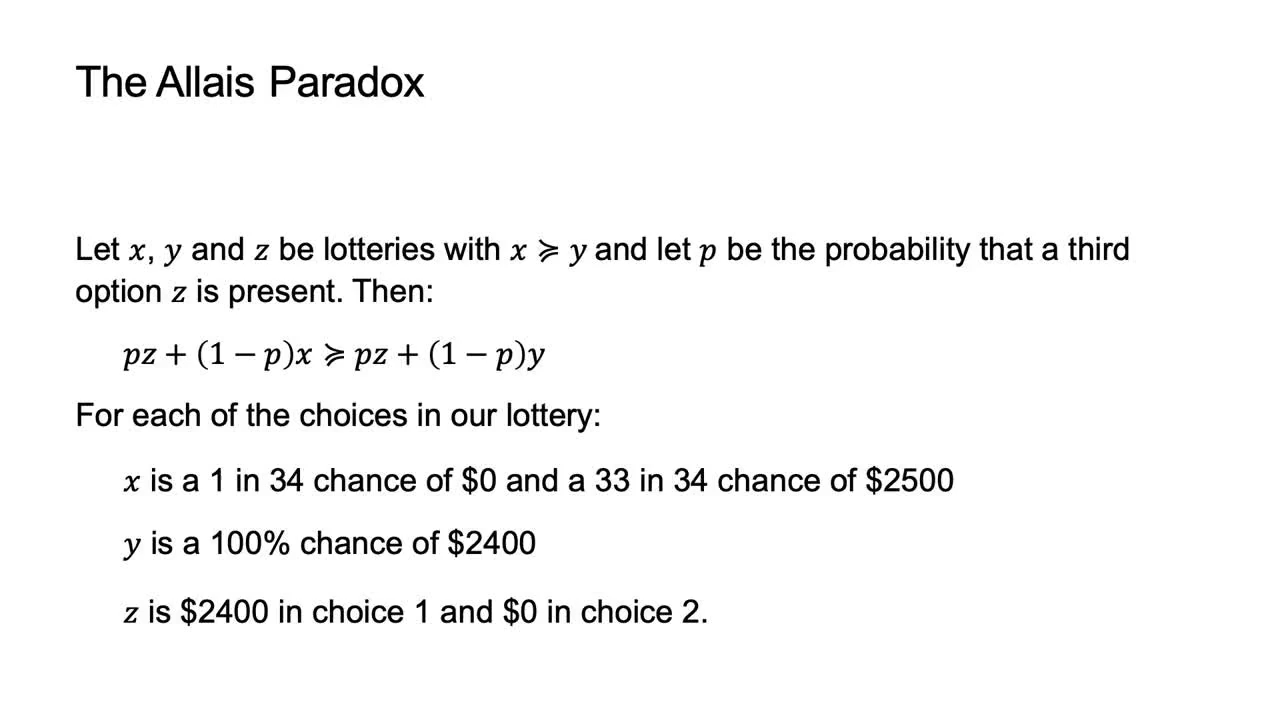 The Allais Paradox
Let 𝑥, 𝑦 and 𝑧 be lotteries with 𝑥 ≽ 𝑦 and let 𝑝 be the probability that a third
option 𝑧 is present. Then:
𝑝𝑧 + (1 − 𝑝)𝑥 ≽ 𝑝𝑧 + (1 − 𝑝)𝑦
For each of the choices in our lottery:
𝑥 is a 1 in 34 chance of $0 and a 33 in 34 chance of $2500
𝑦 is a 100% chance of $2400
𝑧 is $2400 in choice 1 and $0 in choice 2.